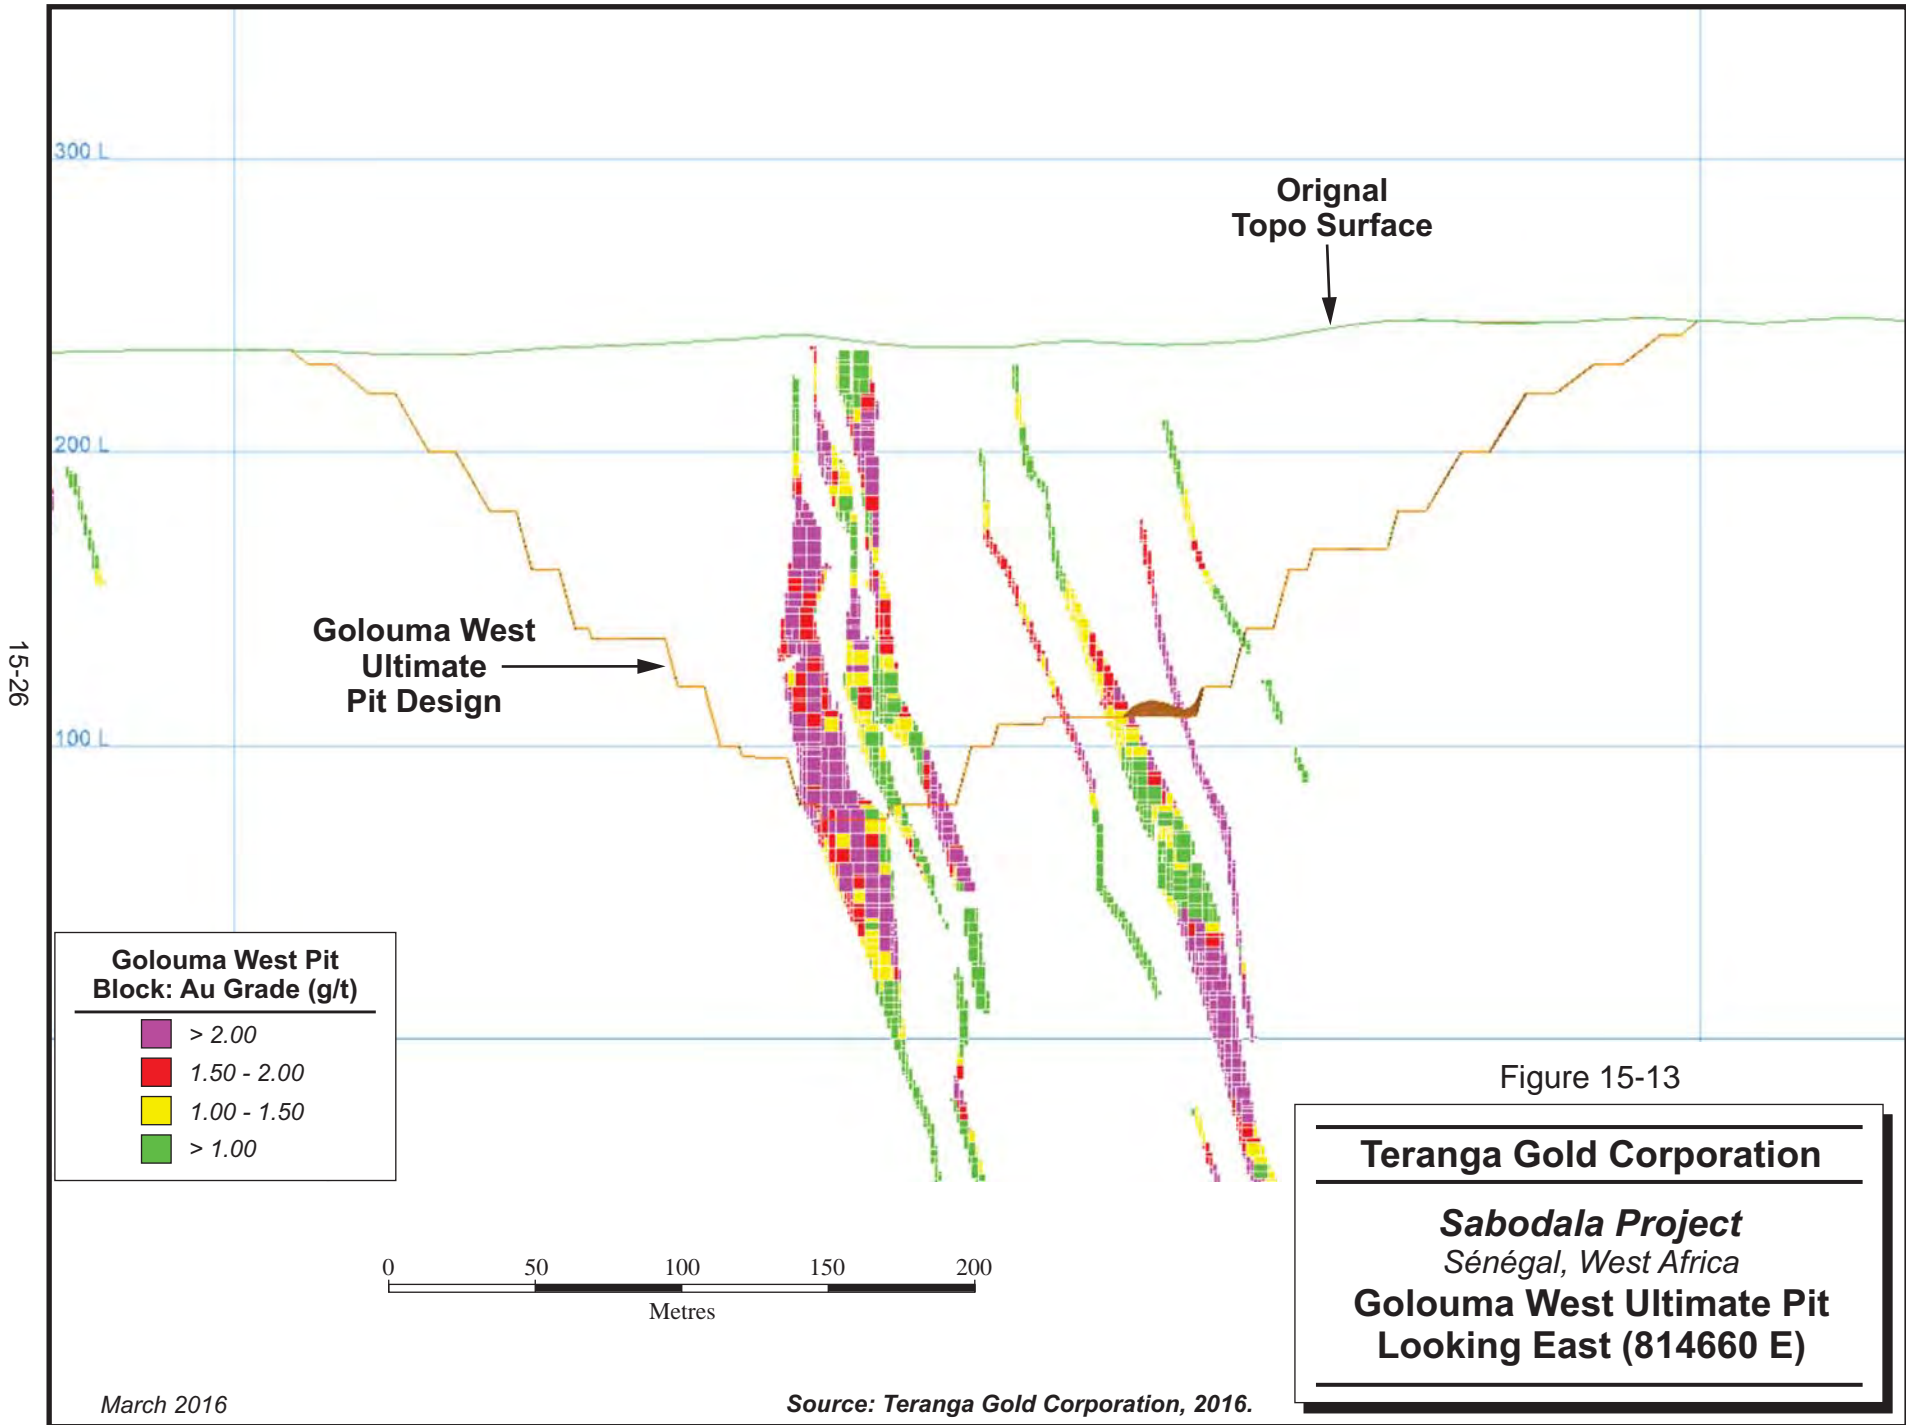 300 L
Orignal
Topo Surface
200 L
Golouma West
Ultimate
Pit Design
15-26
100 L
Golouma West Pit
Block: Au Grade (g/t)
> 2.00
1.50 - 2.00
1.00 - 1.50
> 1.00
Figure 15-13
Teranga Gold Corporation
Sabodala Project
Sénégal, West Africa
Golouma West Ultimate Pit
Looking East (814660 E)
0 50 100 150 200
Metres
March 2016
Source: Teranga Gold Corporation, 2016.